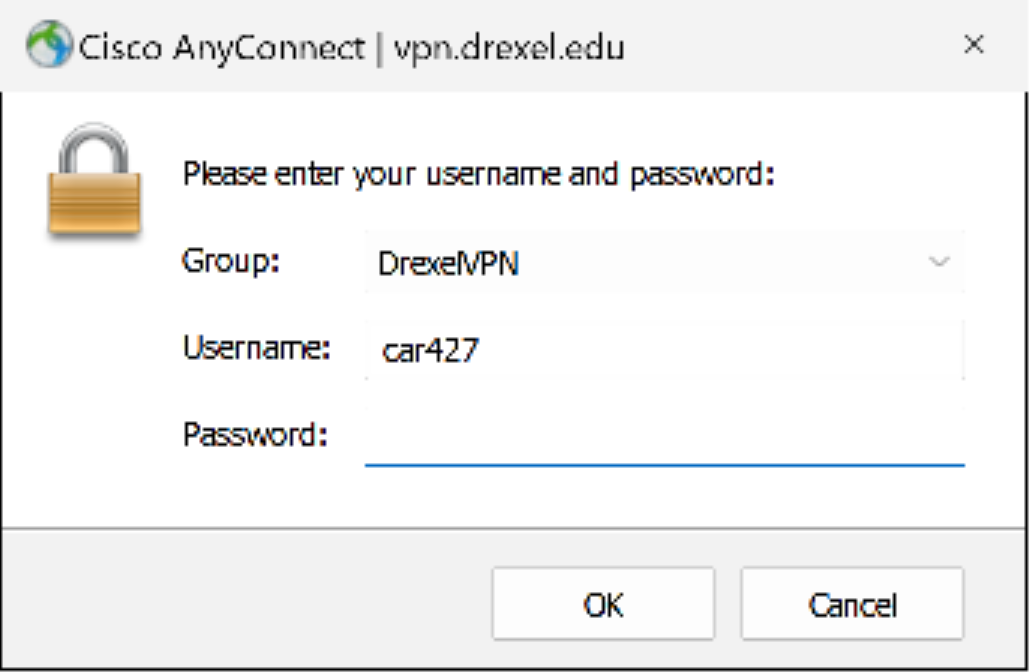 Cisco AnyConnect | vpn.drexel.edu
Please enter your username and password:
Group: DrexelVPN
Username: car427
Password:
OK Cancel